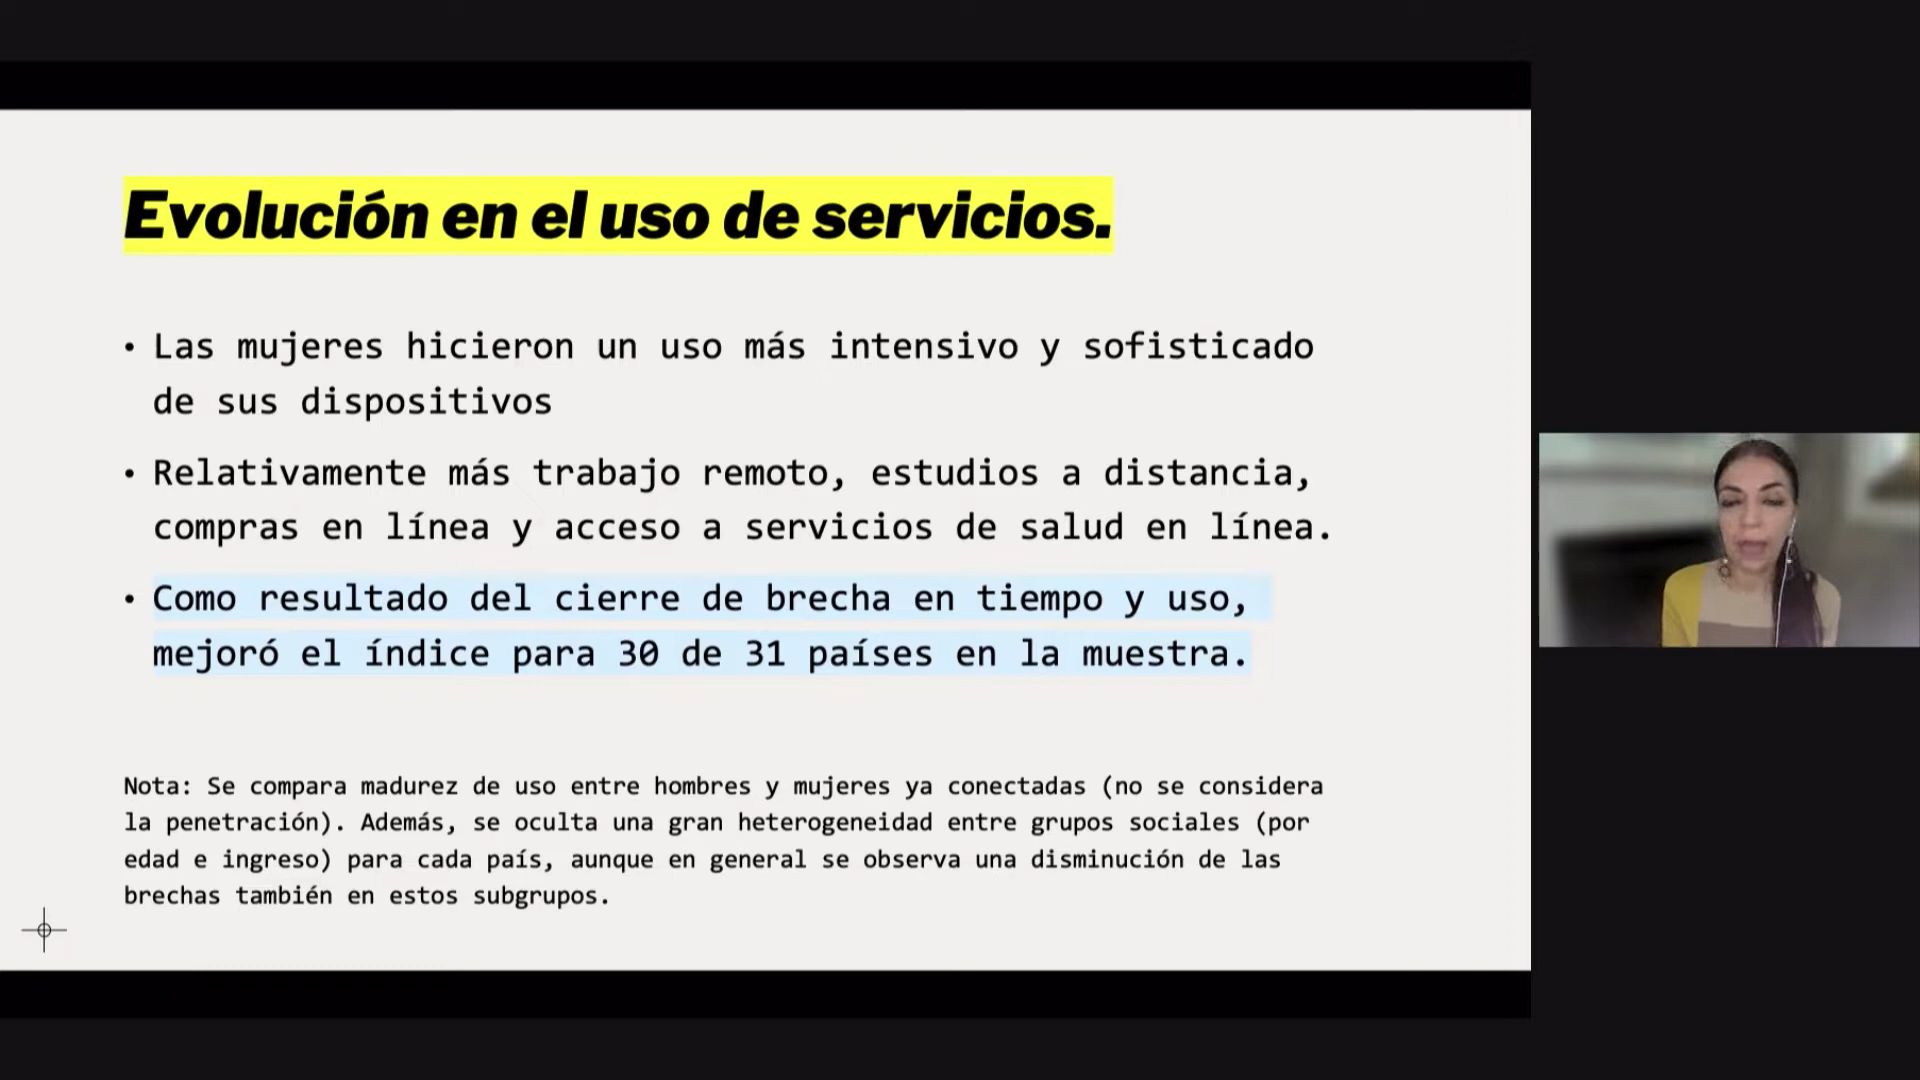 Evolución en el uso de servicios.
• Las mujeres hicieron un uso más intensivo y sofisticado
de sus dispositivos
• Relativamente más trabajo remoto, estudios a distancia,
compras en línea y acceso a servicios de salud en línea.
• Como resultado del cierre de brecha en tiempo y uso,
mejoró el índice para 30 de 31 países en la muestra.
Nota: Se compara madurez de uso entre hombres y mujeres ya conectadas (no se considera
la penetración). Además, se oculta una gran heterogeneidad entre grupos sociales (por
edad e ingreso) para cada país, aunque en general se observa una disminución de las
brechas también en estos subgrupos.